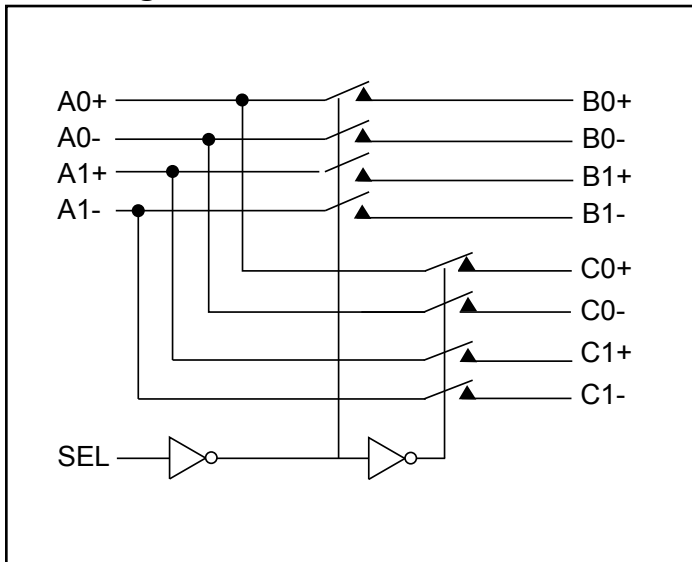 A0+ B0+
A0- B0-
A1+ B1+
A1- B1-
C0+
C0-
C1+
C1-
SEL